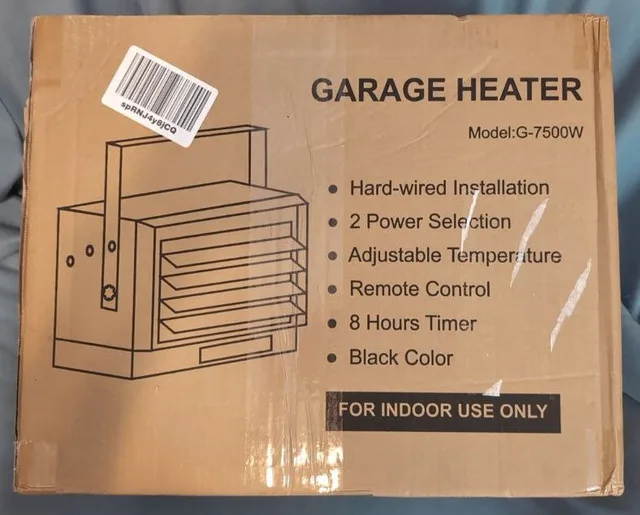 GARAGE HEATER
Model:G-7500W
spRNJ4y8jCQ
• Hard-wired Installation
• 2 Power Selection
• Adjustable Temperature
• Remote Control
• 8 Hours Timer
• Black Color
FOR INDOOR USE ONLY